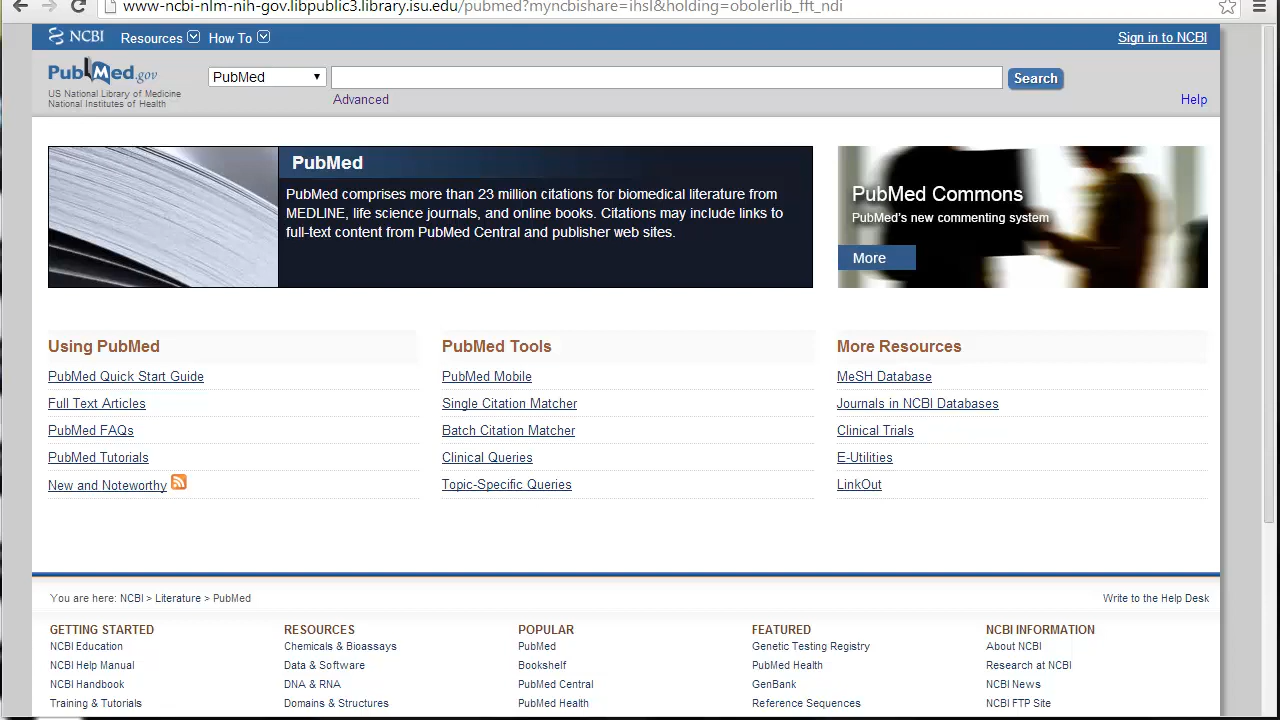 www-ncbi-nlm-nih-gov.libpublic3.library.isu.edu/pubmed?myncbishare=ihsl&holding=obolerlib_fft_ndi
NCBI Resources How To Sign in to NCBI
PubMed.gov
US National Library of Medicine
National Institutes of Health
PubMed
Search
Advanced
Help
PubMed
PubMed comprises more than 23 million citations for biomedical literature from
MEDLINE, life science journals, and online books. Citations may include links to
full-text content from PubMed Central and publisher web sites.
PubMed Commons
PubMed's new commenting system
More
Using PubMed
PubMed Quick Start Guide
Full Text Articles
PubMed FAQs
PubMed Tutorials
New and Noteworthy
PubMed Tools
PubMed Mobile
Single Citation Matcher
Batch Citation Matcher
Clinical Queries
Topic-Specific Queries
More Resources
MeSH Database
Journals in NCBI Databases
Clinical Trials
E-Utilities
LinkOut
You are here: NCBI > Literature > PubMed
Write to the Help Desk
GETTING STARTED
NCBI Education
NCBI Help Manual
NCBI Handbook
Training & Tutorials
RESOURCES
Chemicals & Bioassays
Data & Software
DNA & RNA
Domains & Structures
POPULAR
PubMed
Bookshelf
PubMed Central
PubMed Health
FEATURED
Genetic Testing Registry
PubMed Health
GenBank
Reference Sequences
NCBI INFORMATION
About NCBI
Research at NCBI
NCBI News
NCBI FTP Site